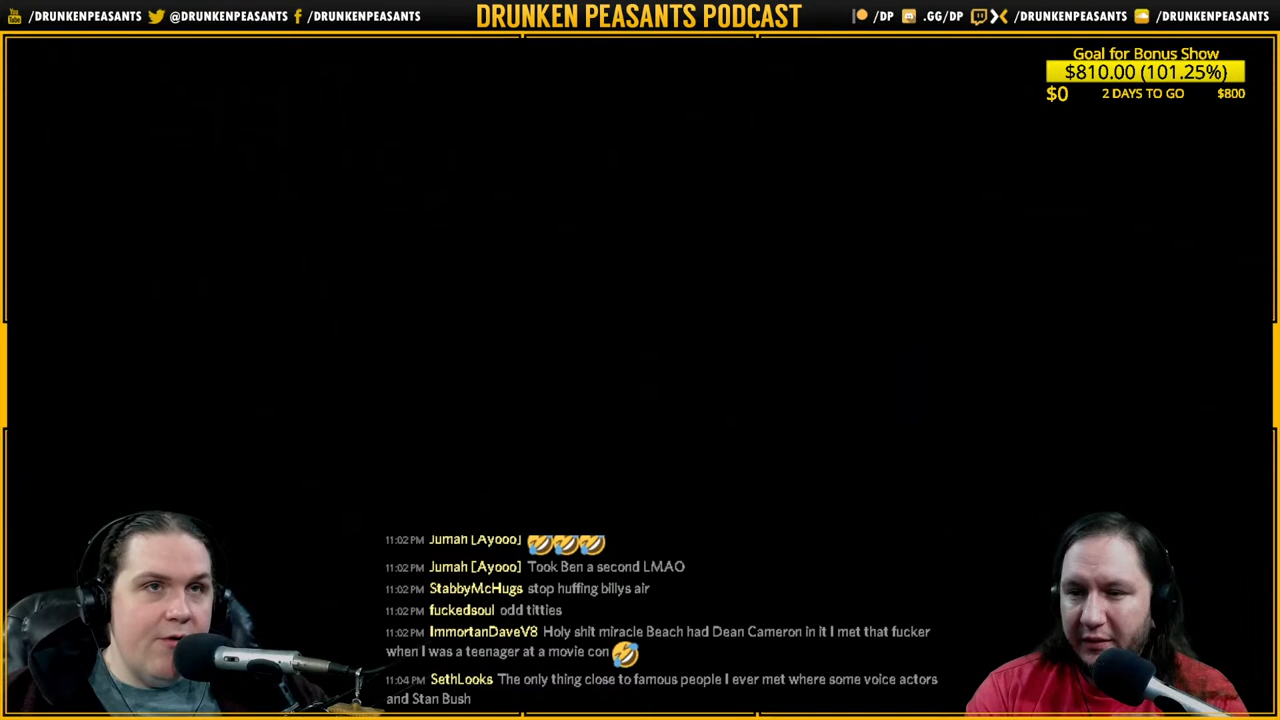 You Tube /DRUNKENPEASANTS @DRUNKENPEASANTS /DRUNKENPEASANTS DRUNKEN PEASANTS PODCAST /DP .GG/DP /DRUNKENPEASANTS /DRUNKENPEASANTS
Goal for Bonus Show
$810.00 (101.25%)
$0 2 DAYS TO GO $800
11:02 PM Jumah [Ayooo] 🤣🤣🤣
11:02 PM Jumah [Ayooo] Took Ben a second LMAO
11:02 PM StabbyMcHugs stop huffing billys air
11:02 PM fuckedsoul odd titties
11:02 PM ImmortanDaveV8 Holy shit miracle Beach had Dean Cameron in it I met that fucker
when I was a teenager at a movie con 🤣
11:04 PM SethLooks The only thing close to famous people I ever met where some voice actors
and Stan Bush